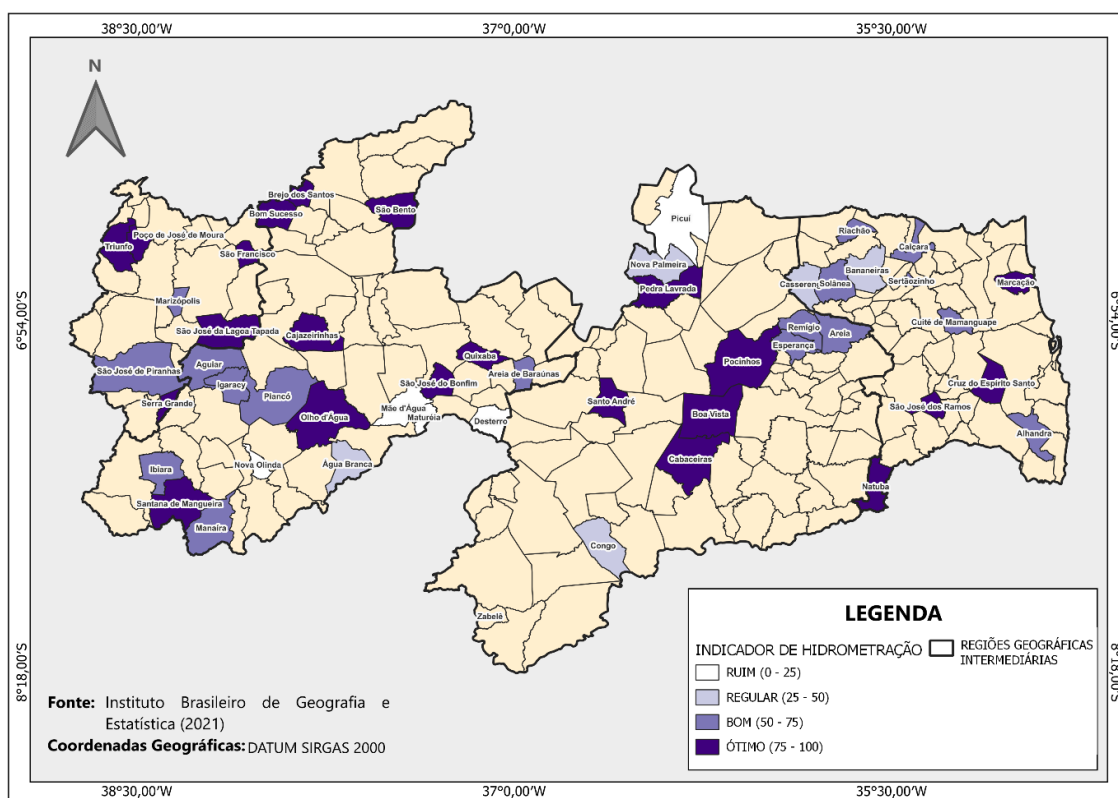 38°30,00′W 37°0,00′W 35°30,00′W
N
6°54,00′S
8°18,00′S
Brejo dos Santos
Bom Sucesso
São Bento
Picuí
Triunfo
Poço de José de Moura
São Francisco
Riachão
Caiçara
Nova Palmeira
Bananeiras
Solânea
Sertãozinho
Pedra Lavrada
Marcação
Marizópolis
São José da Lagoa Tapada
Cajazeirinhas
Cuité de Mamanguape
Remígio
Areia
Esperança
Pocinhos
Quixaba
Aguiar
São José de Piranhas
Areia de Baraúnas
Igaracy
São José do Bonfim
Cruz do Espírito Santo
Piancó
Serra Grande
Santo André
Mãe d'Água
São José dos Ramos
Olho d'Água
Maturéia
Boa Vista
Desterro
Alhandra
Cabaceiras
Ibiara
Nova Olinda
Água Branca
Natuba
Santana de Mangueira
Manaíra
Congo
Zabelê
LEGENDA
INDICADOR DE HIDROMETRAÇÃO
RUIM (0 - 25)
REGULAR (25 - 50)
BOM (50 - 75)
ÓTIMO (75 - 100)
REGIÕES GEOGRÁFICAS
INTERMEDIÁRIAS
Fonte: Instituto Brasileiro de Geografia e
Estatística (2021)
Coordenadas Geográficas: DATUM SIRGAS 2000
6°54,00′S
8°18,00′S
38°30,00′W 37°0,00′W 35°30,00′W